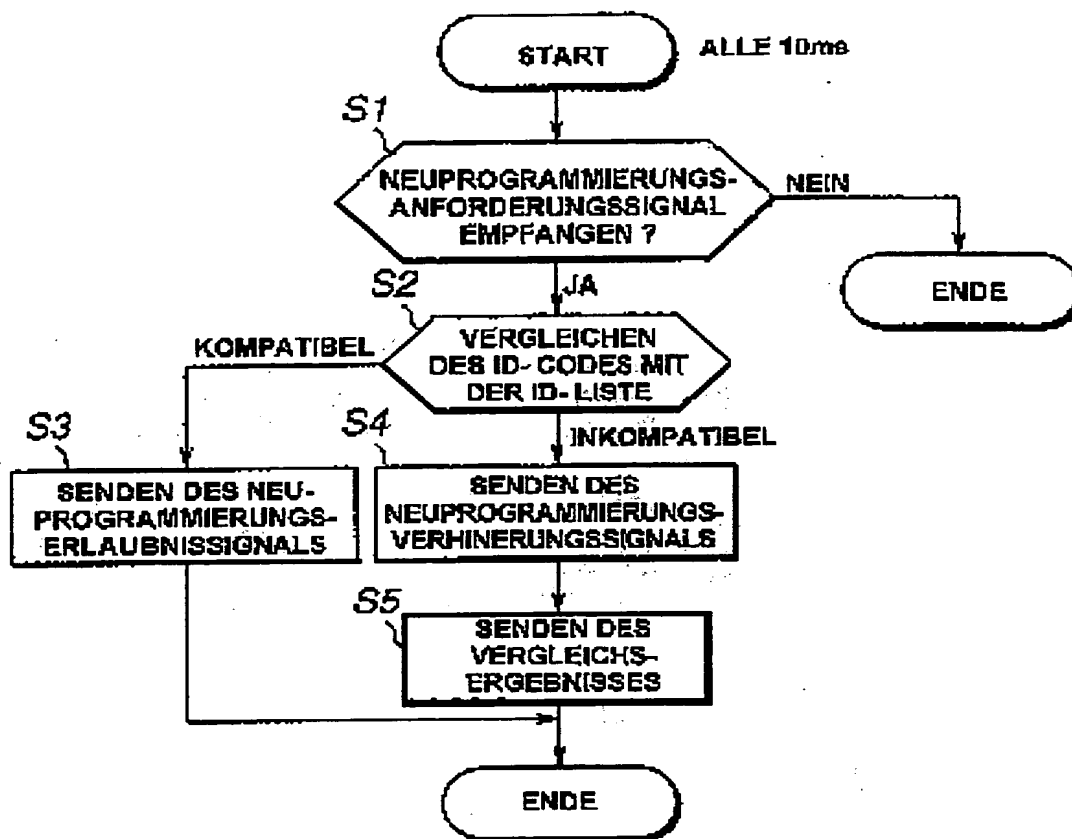 START
ALLE 10ms
S1
NEUPROGRAMMIERUNGS-
ANFORDERUNGSSIGNAL
EMPFANGEN ?
NEIN
ENDE
JA
S2
VERGLEICHEN
DES ID- CODES MIT
DER ID- LISTE
KOMPATIBEL
INKOMPATIBEL
S3
SENDEN DES NEU-
PROGRAMMIERUNGS-
ERLAUBNISSIGNALS
S4
SENDEN DES
NEUPROGRAMMIERUNGS-
VERHINERUNGSSIGNALS
S5
SENDEN DES
VERGLEICHS-
ERGEBNISSES
ENDE